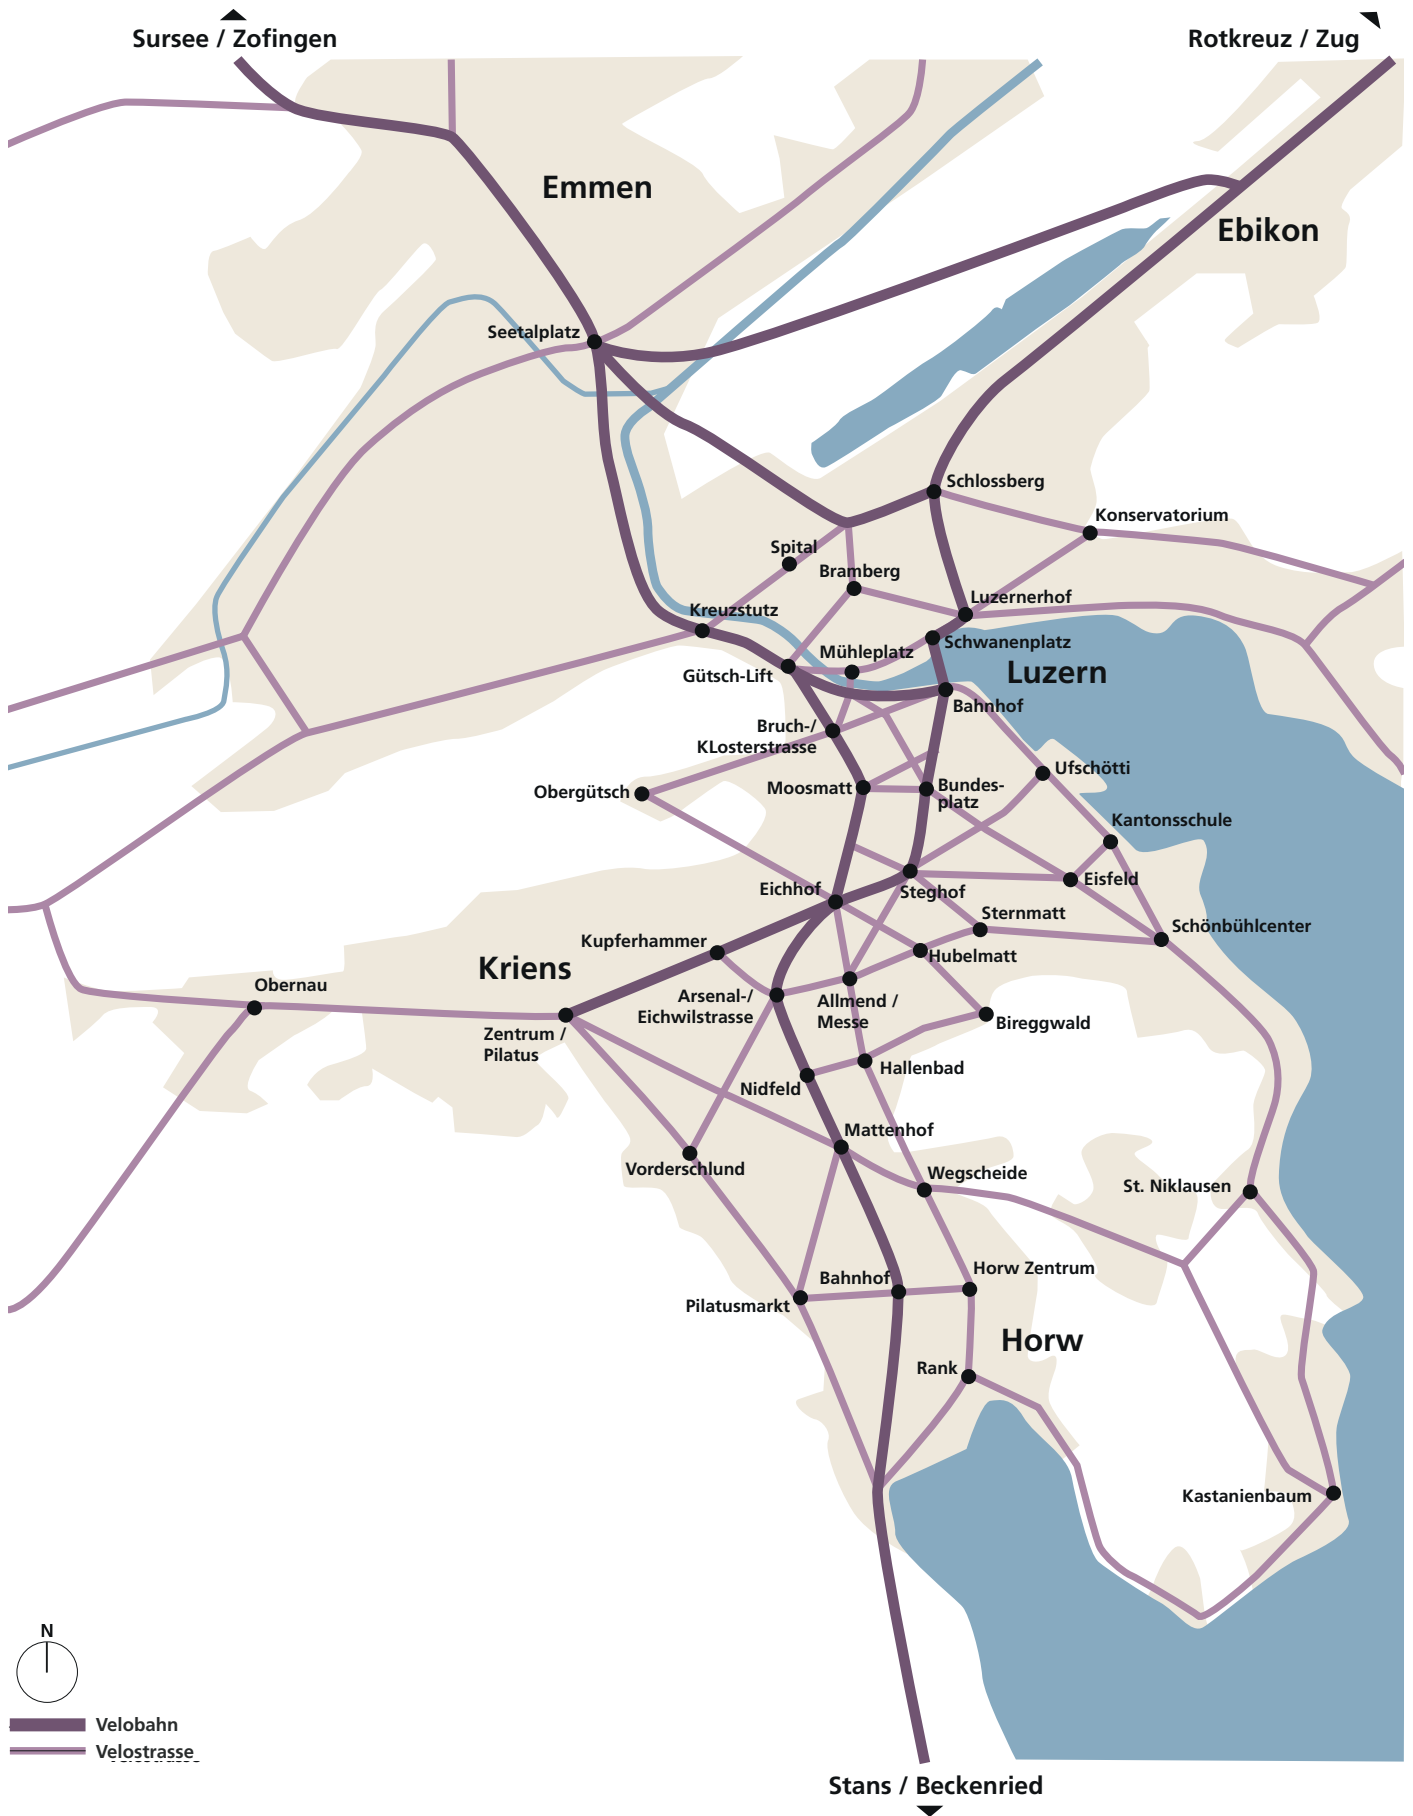 Sursee / Zofingen
Rotkreuz / Zug
Emmen
Ebikon
Seetalplatz
Schlossberg
Konservatorium
Spital
Bramberg
Luzernerhof
Kreuzstutz
Schwanenplatz
Mühleplatz
Luzern
Gütsch-Lift
Bahnhof
Bruch-/
KLosterstrasse
Ufschötti
Obergütsch
Moosmatt
Bundes-
platz
Kantonsschule
Eichhof
Steghof
Eisfeld
Sternmatt
Schönbühlcenter
Kupferhammer
Hubelmatt
Kriens
Obernau
Arsenal-/
Eichwilstrasse
Allmend /
Messe
Bireggwald
Zentrum /
Pilatus
Hallenbad
Nidfeld
Mattenhof
Vorderschlund
Wegscheide
St. Niklausen
Horw Zentrum
Bahnhof
Pilatusmarkt
Horw
Rank
Kastanienbaum
N
Velobahn
Velostrasse
Stans / Beckenried